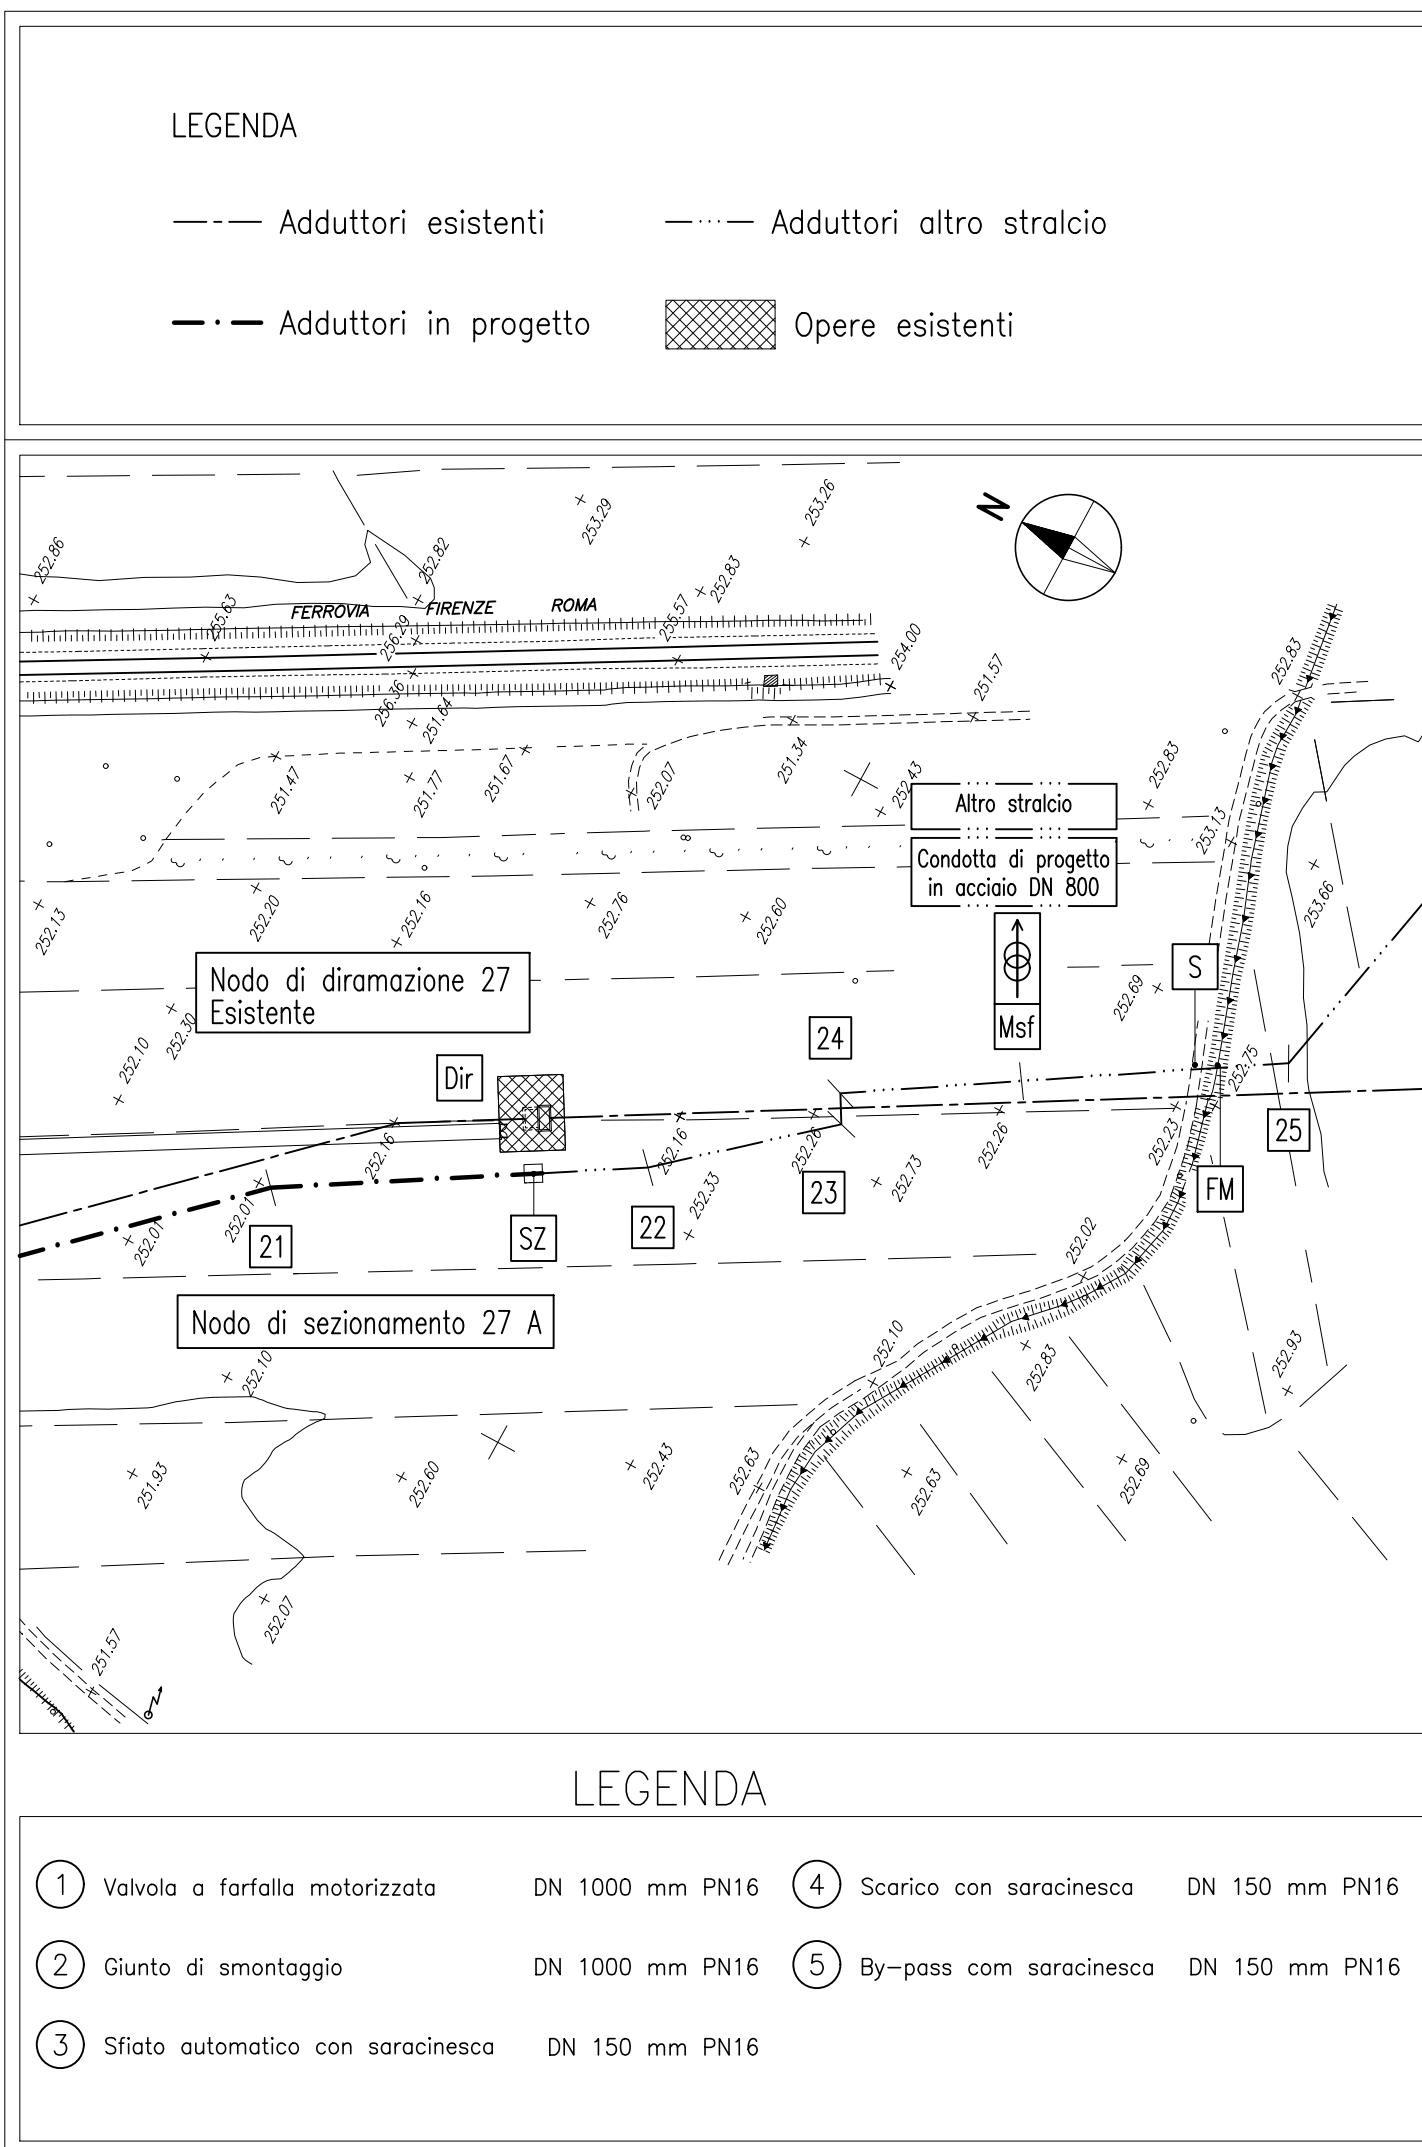 LEGENDA
Adduttori esistenti
Adduttori altro stralcio
Adduttori in progetto
Opere esistenti
N
253.26
253.29
252.86
252.82
252.83
255.63
FERROVIA FIRENZE ROMA
255.57
256.29
254.00
252.83
251.57
256.36
251.64
251.47
251.77
251.67
252.07
251.34
252.43
252.83
Altro stralcio
253.13
Condotta di progetto
in acciaio DN 800
252.13
252.20
252.16
252.76
252.60
253.66
Nodo di diramazione 27
Esistente
S
252.69
252.30
Msf
24
252.10
Dir
252.75
252.16
252.16
252.26
252.26
252.23
25
252.01
252.01
21
SZ
22
252.33
23
252.73
FM
252.02
Nodo di sezionamento 27 A
252.10
252.10
252.83
252.93
251.93
252.60
252.43
252.63
252.63
252.69
252.07
251.57
LEGENDA
1 Valvola a farfalla motorizzata DN 1000 mm PN16
4 Scarico con saracinesca DN 150 mm PN16
2 Giunto di smontaggio DN 1000 mm PN16
5 By-pass com saracinesca DN 150 mm PN16
3 Sfiato automatico con saracinesca DN 150 mm PN16